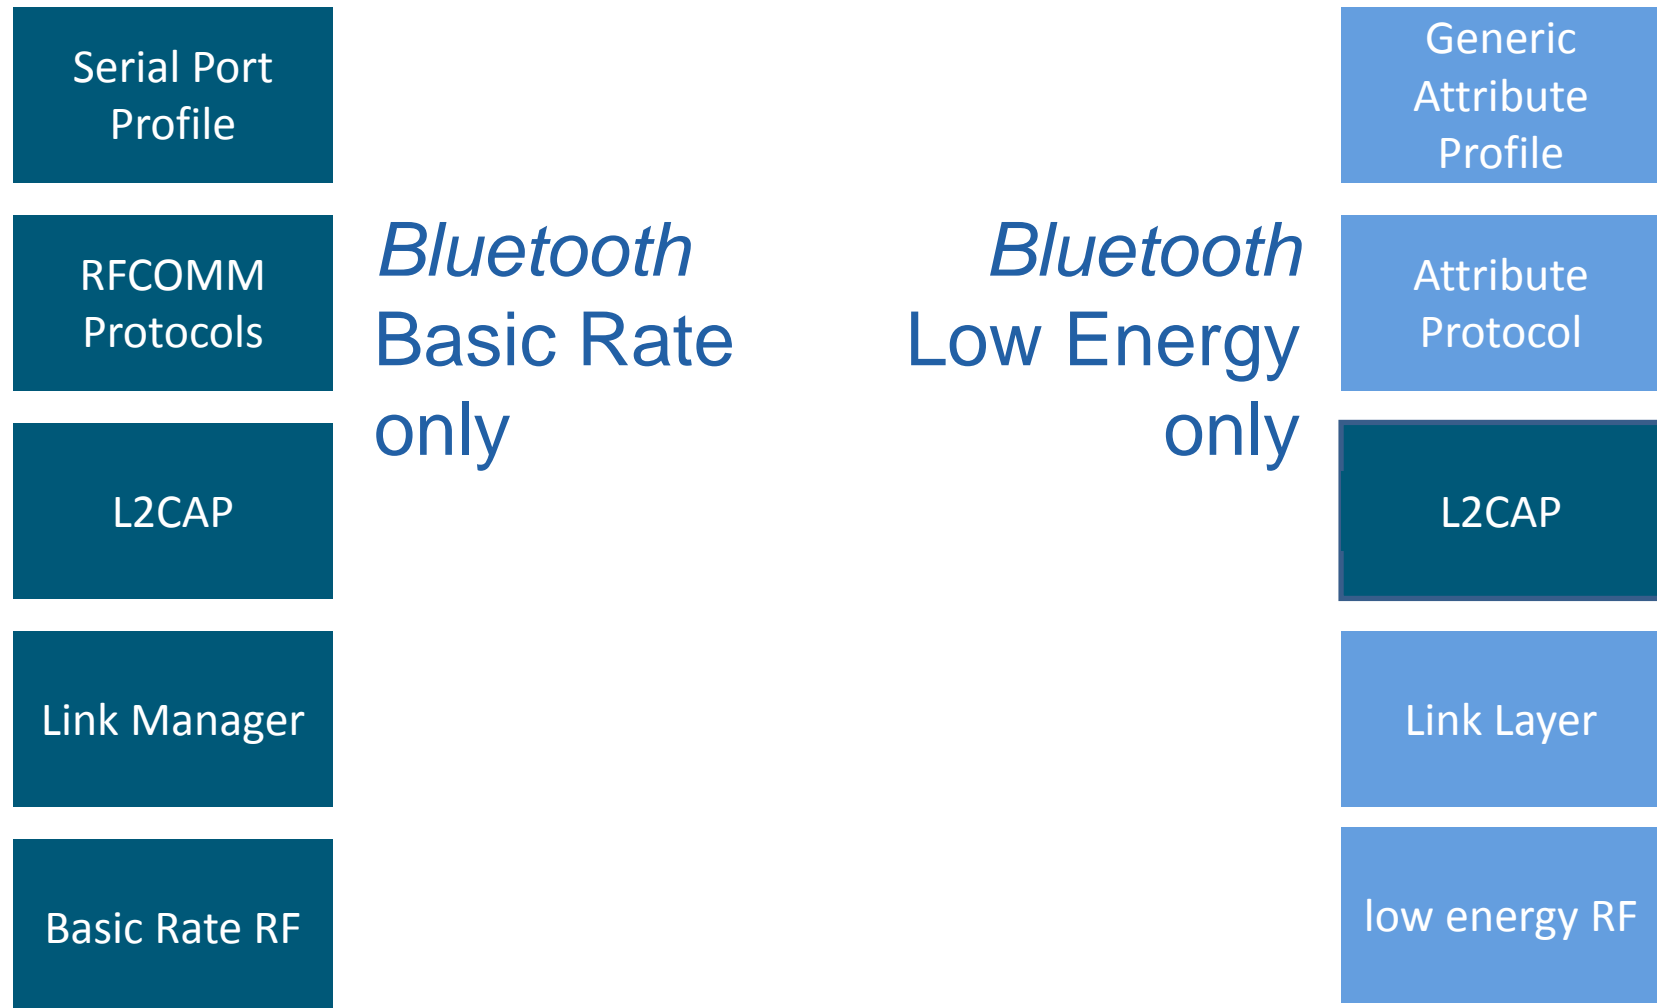 Serial Port
Profile
RFCOMM
Protocols
L2CAP
Link Manager
Basic Rate RF
Bluetooth
Basic Rate
only
Bluetooth
Low Energy
only
Generic
Attribute
Profile
Attribute
Protocol
L2CAP
Link Layer
low energy RF